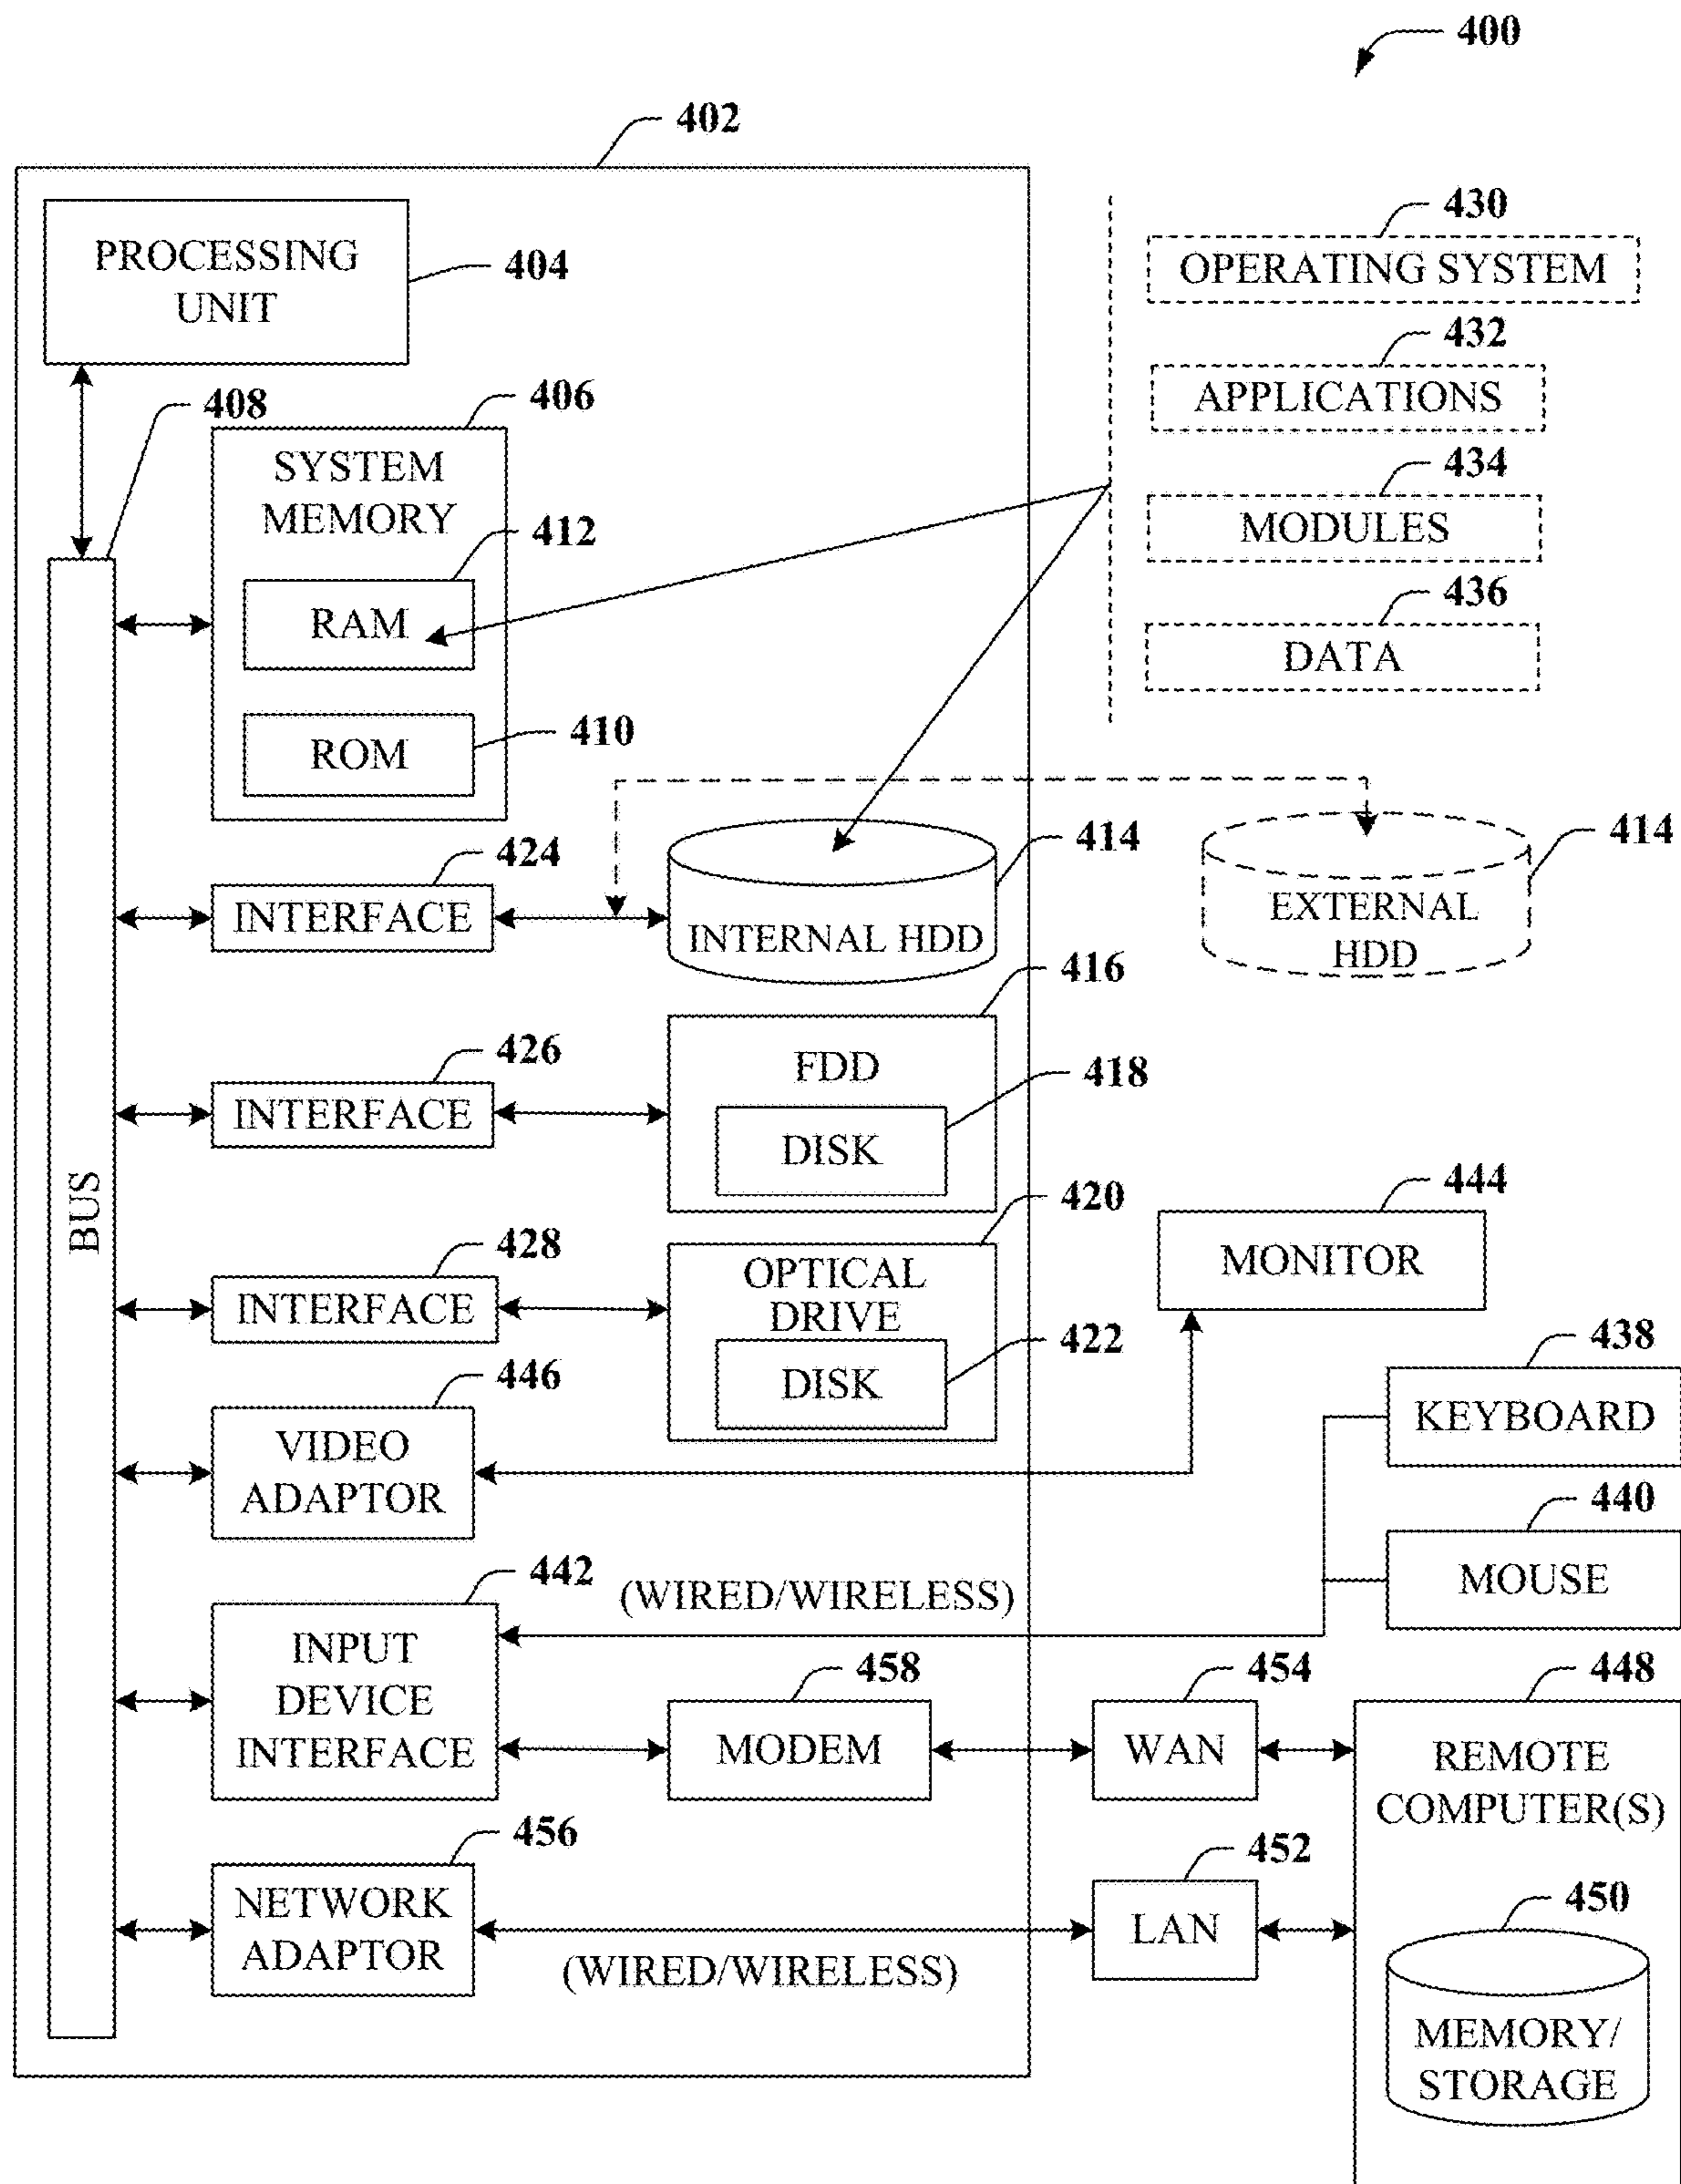 400
402
PROCESSING
UNIT
404
430
OPERATING SYSTEM
432
APPLICATIONS
434
MODULES
436
DATA
408
406
SYSTEM
MEMORY
412
RAM
410
ROM
424
INTERFACE
414
INTERNAL HDD
414
EXTERNAL
HDD
426
INTERFACE
416
FDD
418
DISK
BUS
428
INTERFACE
420
OPTICAL
DRIVE
422
DISK
444
MONITOR
446
VIDEO
ADAPTOR
438
KEYBOARD
440
MOUSE
442
(WIRED/WIRELESS)
INPUT
DEVICE
INTERFACE
458
MODEM
454
WAN
448
REMOTE
COMPUTER(S)
456
NETWORK
ADAPTOR
(WIRED/WIRELESS)
452
LAN
450
MEMORY/
STORAGE